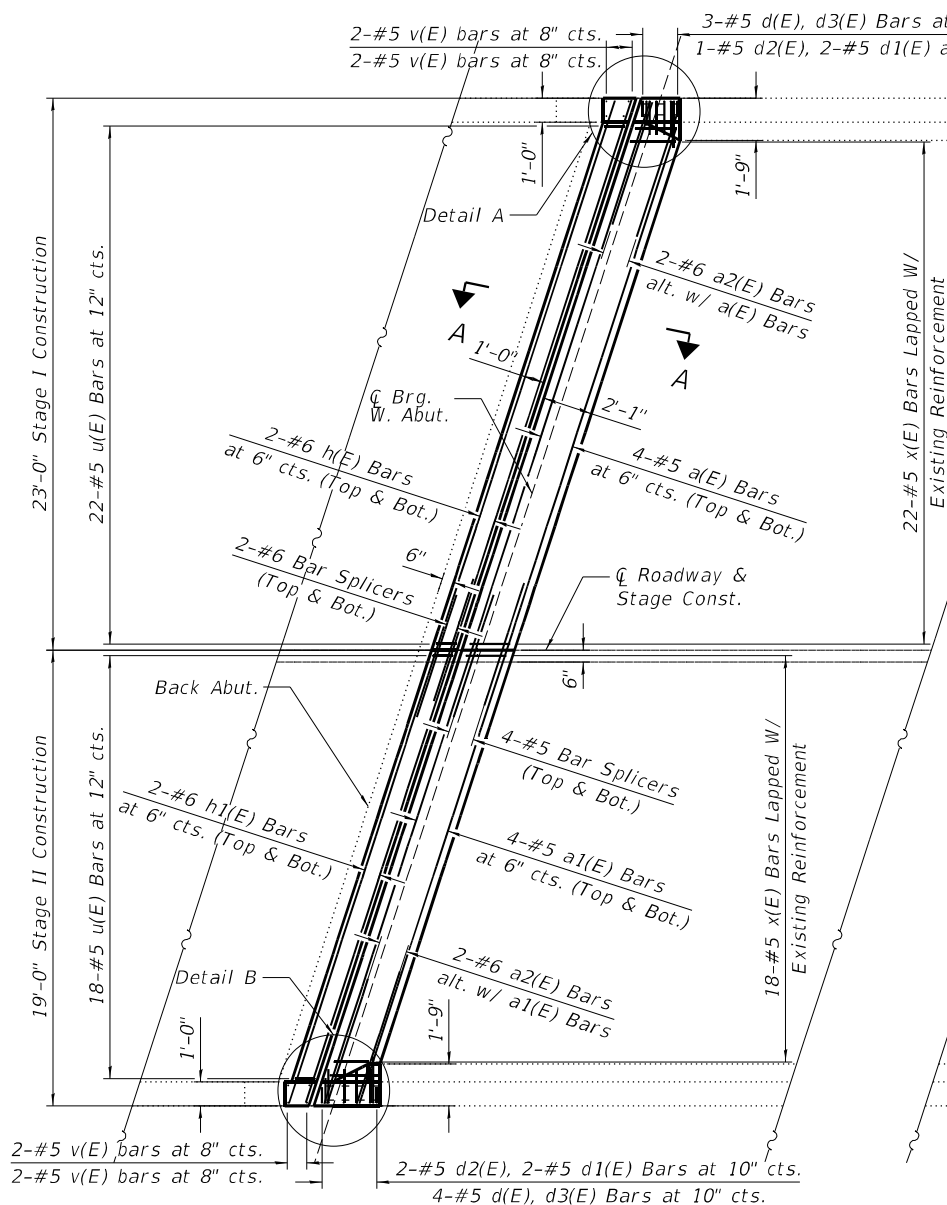 3-#5 d(E), d3(E) Bars at
1-#5 d2(E), 2-#5 d1(E) a
2-#5 v(E) bars at 8" cts.
2-#5 v(E) bars at 8" cts.
1'-0"
1'-9"
Detail A
23'-0" Stage I Construction
22-#5 u(E) Bars at 12" cts.
2-#6 a2(E) Bars
alt. w/ a(E) Bars
A
A
1'-0"
℄ Brg.
W. Abut.
2'-1"
22-#5 x(E) Bars Lapped W/
Existing Reinforcement
2-#6 h(E) Bars
at 6" cts. (Top & Bot.)
4-#5 a(E) Bars
at 6" cts. (Top & Bot.)
6"
2-#6 Bar Splicers
(Top & Bot.)
℄ Roadway &
Stage Const.
6"
Back Abut.
19'-0" Stage II Construction
18-#5 u(E) Bars at 12" cts.
4-#5 Bar Splicers
(Top & Bot.)
18-#5 x(E) Bars Lapped W/
Existing Reinforcement
2-#6 h1(E) Bars
at 6" cts. (Top & Bot.)
4-#5 a1(E) Bars
at 6" cts. (Top & Bot.)
2-#6 a2(E) Bars
alt. w/ a1(E) Bars
Detail B
1'-0"
1'-9"
2-#5 v(E) bars at 8" cts.
2-#5 v(E) bars at 8" cts.
2-#5 d2(E), 2-#5 d1(E) Bars at 10" cts.
4-#5 d(E), d3(E) Bars at 10" cts.